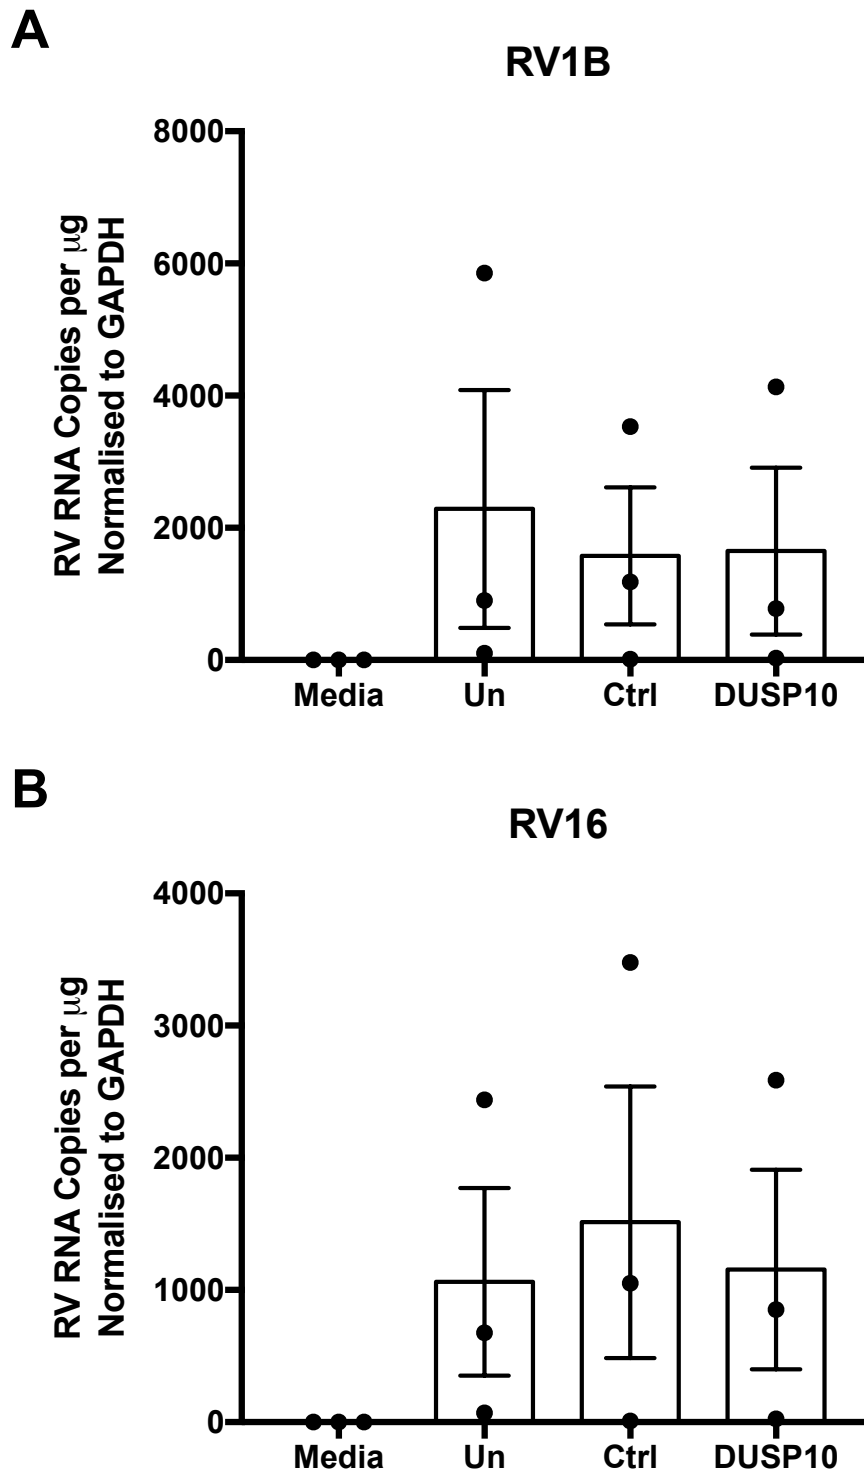 A
RV1B
RV RNA Copies per μg
Normalised to GAPDH
8000
6000
4000
2000
0
Media Un Ctrl DUSP10
B
RV16
RV RNA Copies per μg
Normalised to GAPDH
4000
3000
2000
1000
0
Media Un Ctrl DUSP10